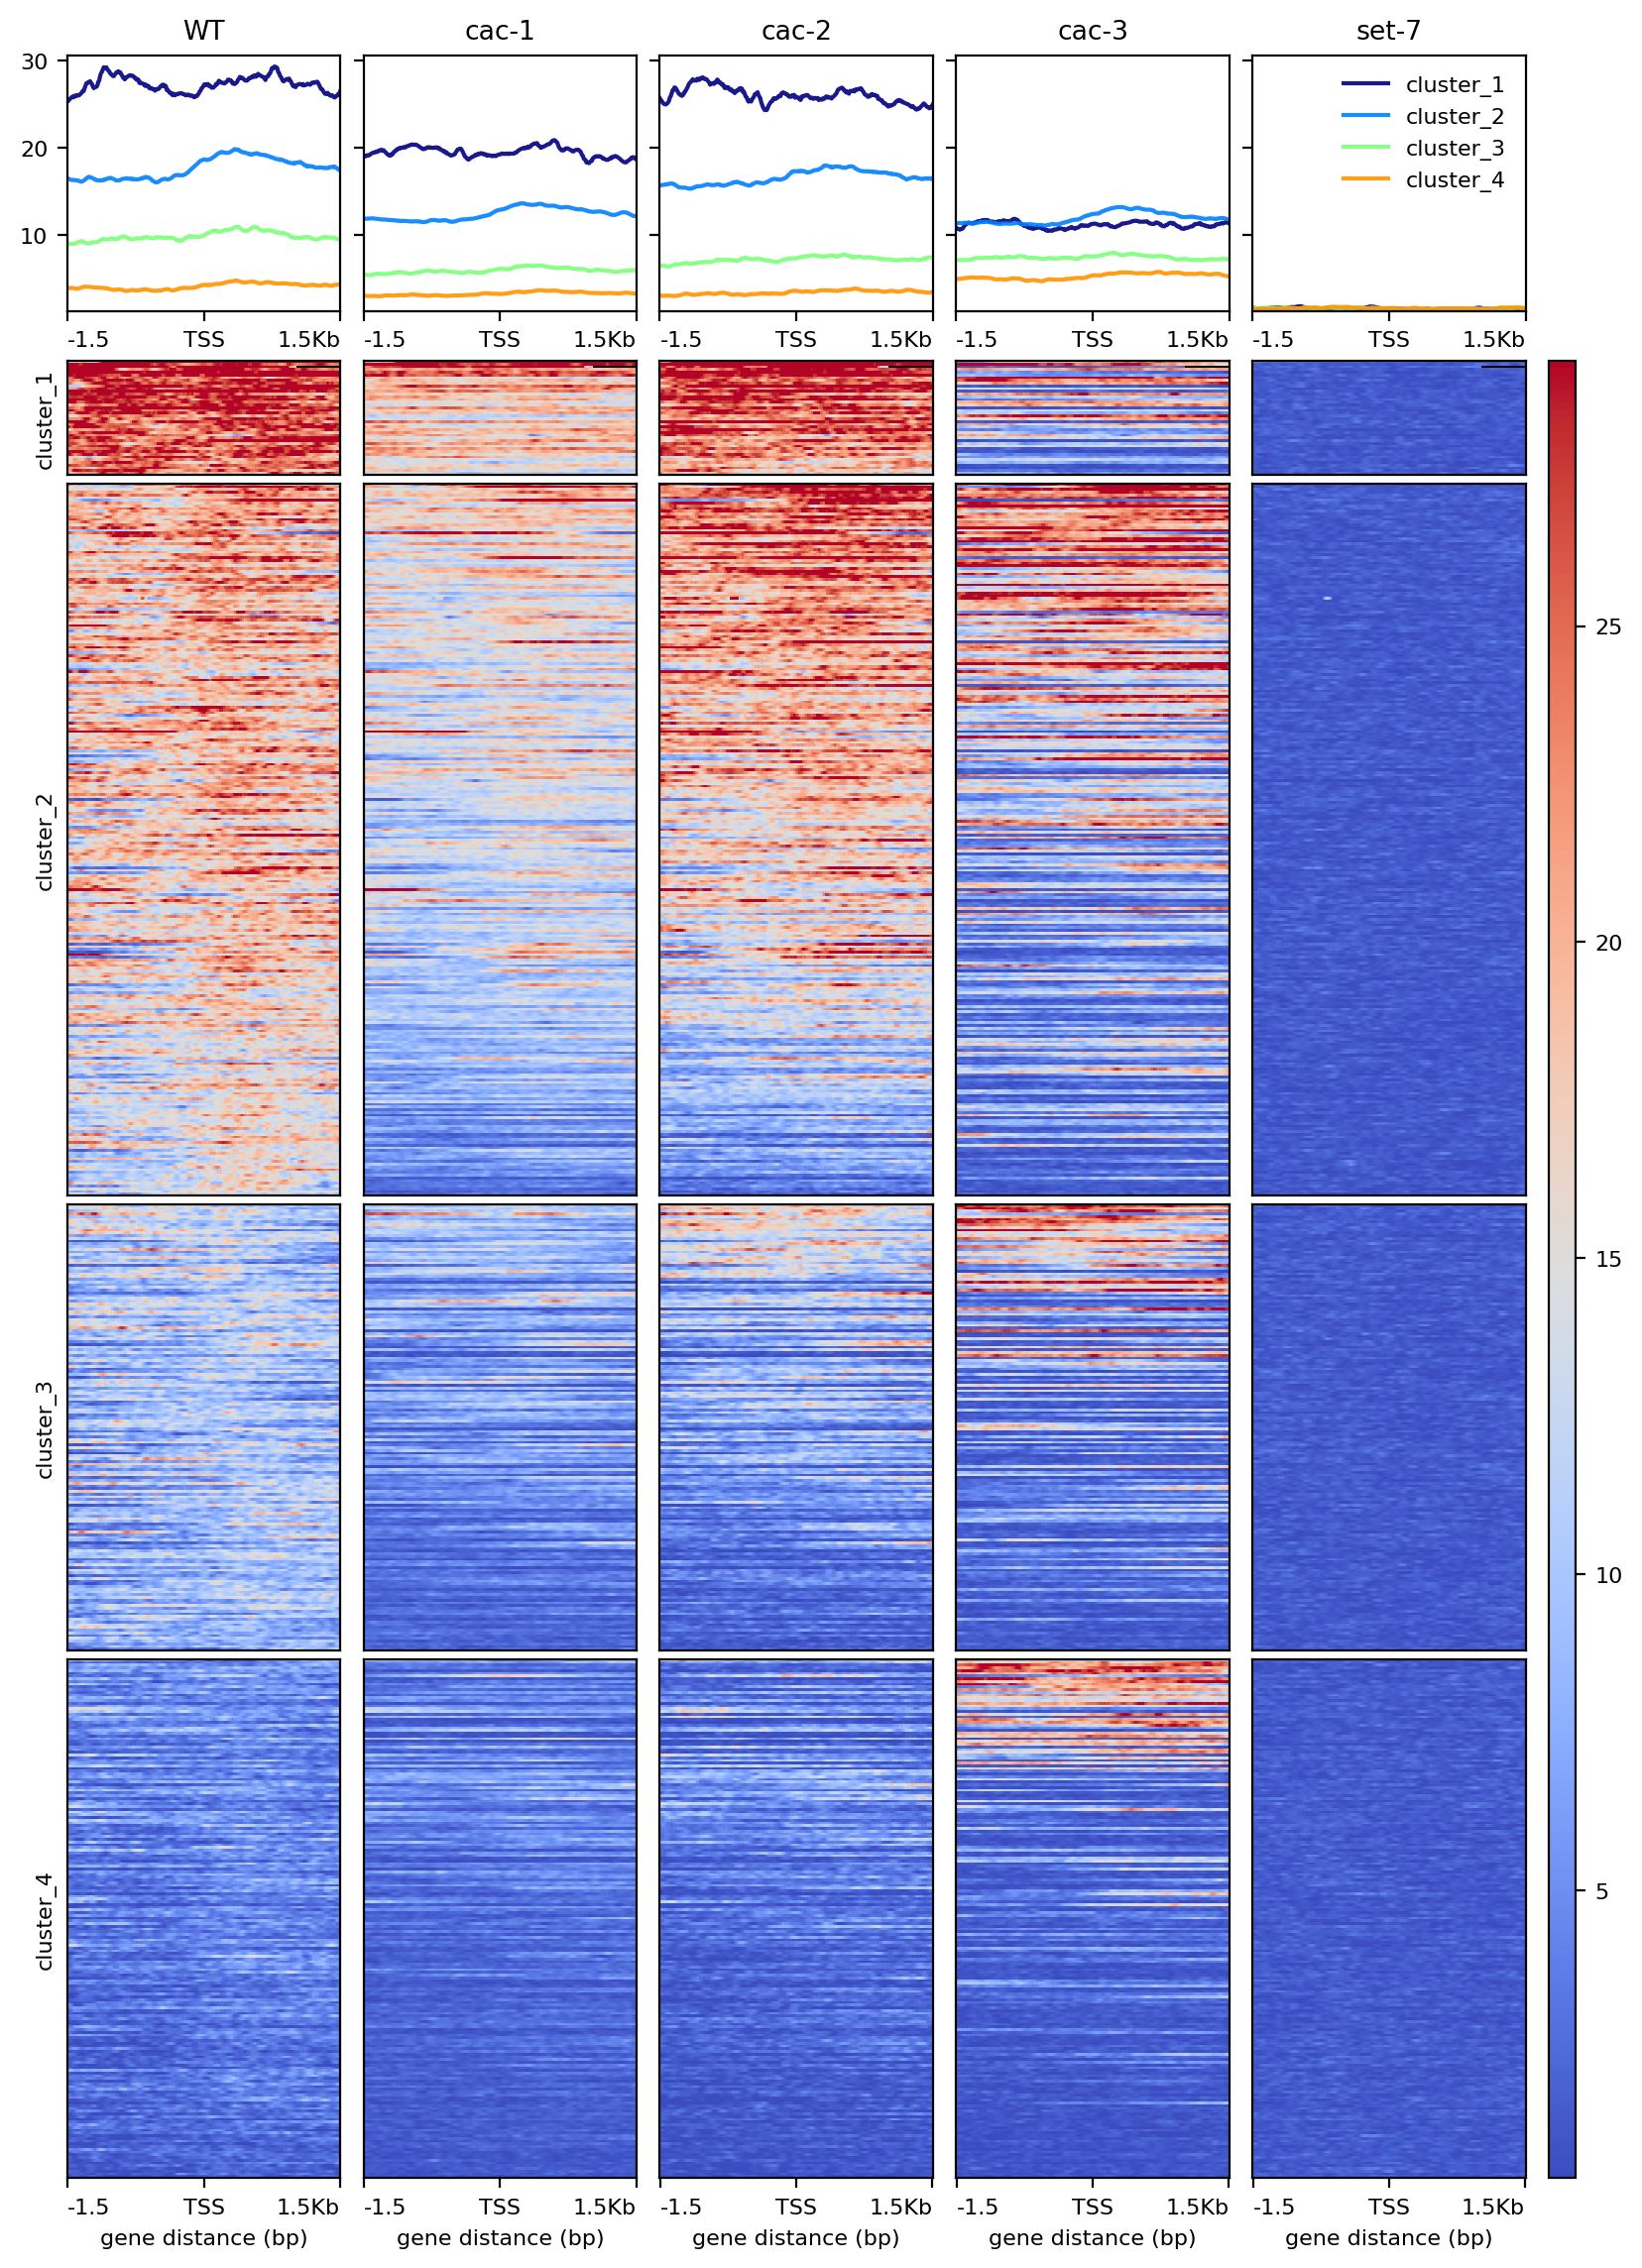 WT cac-1 cac-2 cac-3 set-7
30
20
10
cluster_1
cluster_2
cluster_3
cluster_4
-1.5 TSS 1.5Kb -1.5 TSS 1.5Kb -1.5 TSS 1.5Kb -1.5 TSS 1.5Kb -1.5 TSS 1.5Kb
cluster_1
cluster_2
cluster_3
cluster_4
25
20
15
10
5
-1.5 TSS 1.5Kb -1.5 TSS 1.5Kb -1.5 TSS 1.5Kb -1.5 TSS 1.5Kb -1.5 TSS 1.5Kb
gene distance (bp) gene distance (bp) gene distance (bp) gene distance (bp) gene distance (bp)